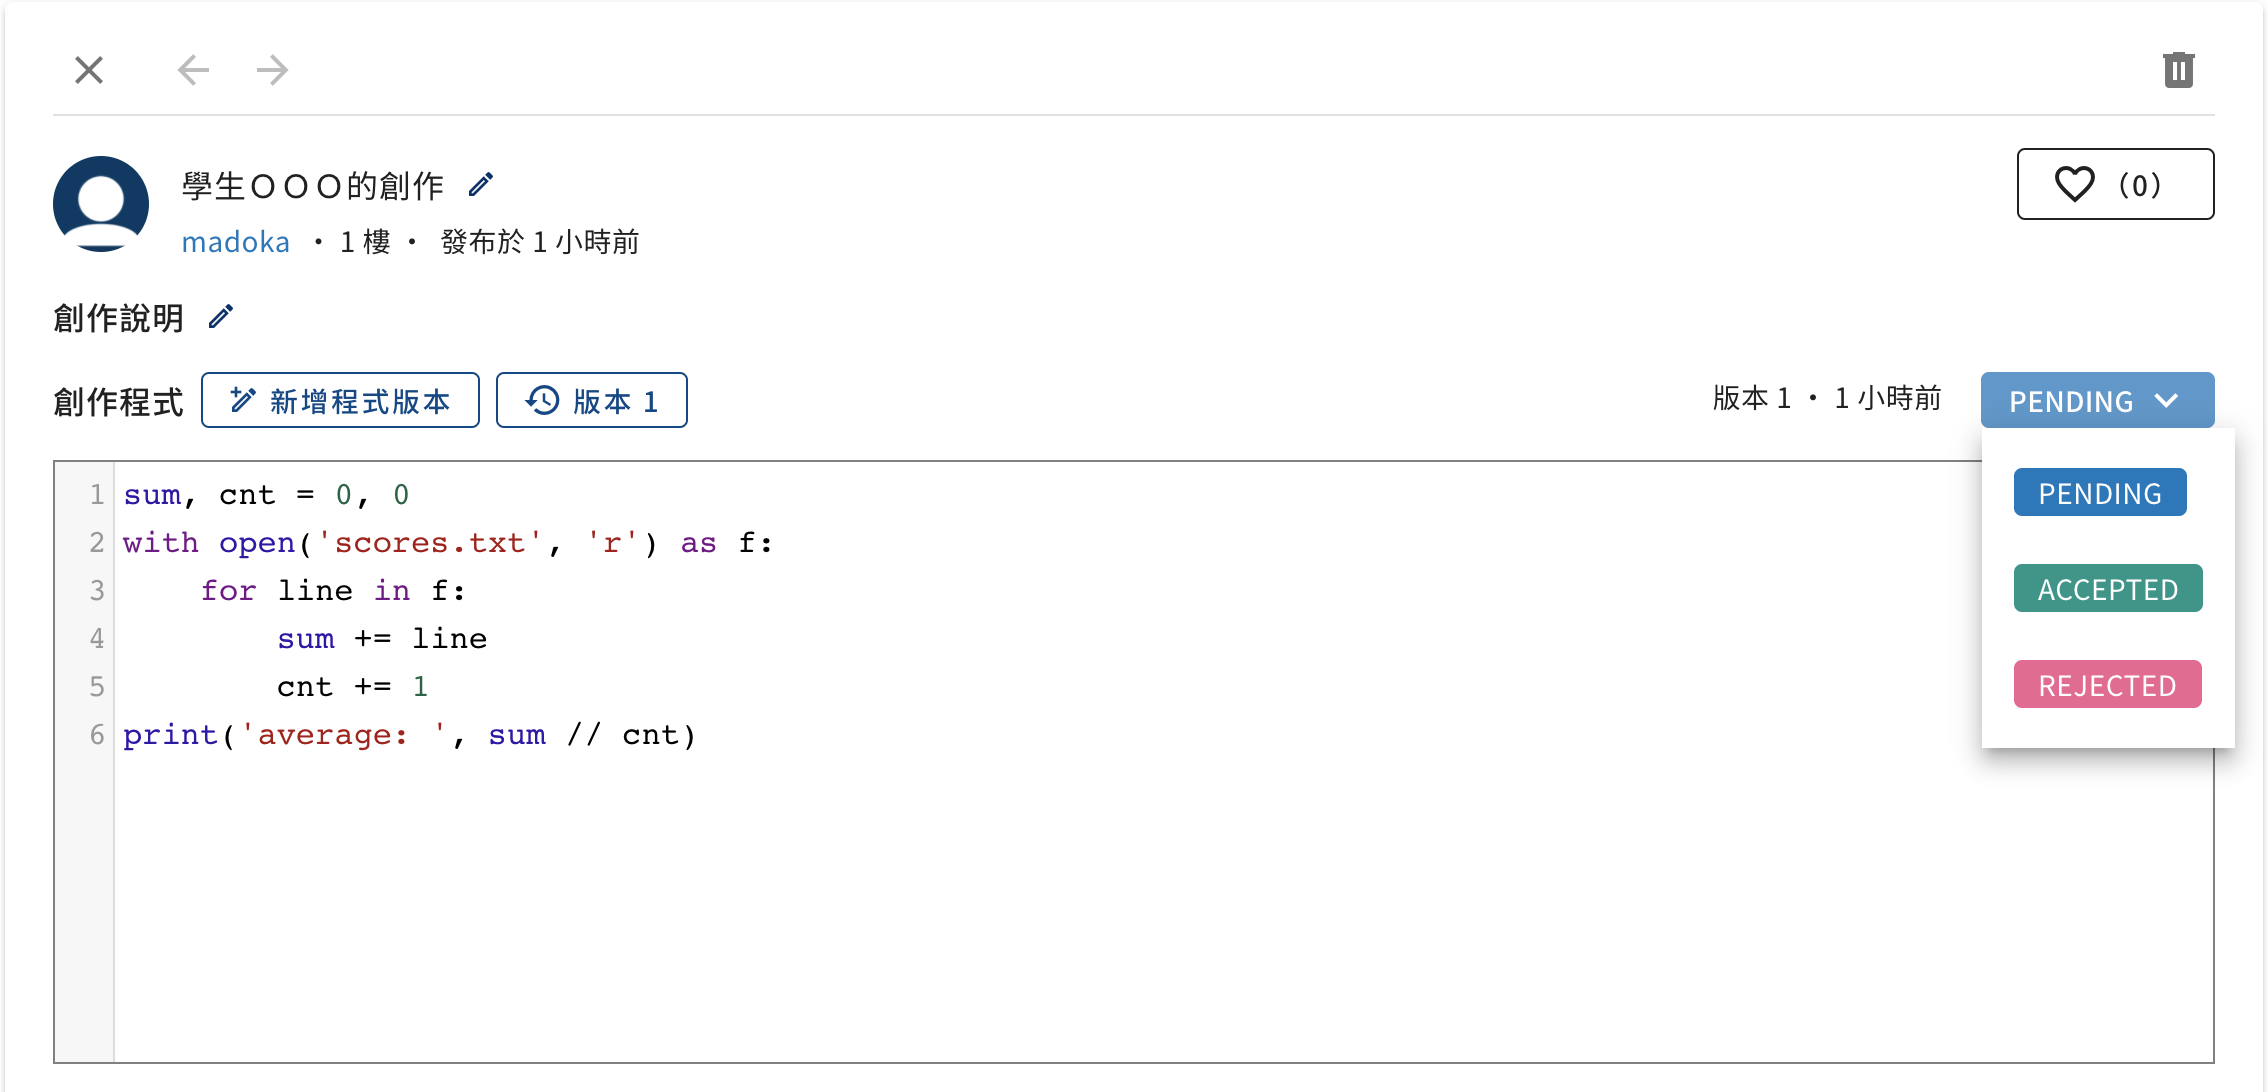 學生ＯＯＯ的創作
(0)
madoka ・ 1 樓 ・ 發布於 1 小時前
創作說明
創作程式 新增程式版本 版本 1 版本 1 ・ 1 小時前 PENDING
PENDING
ACCEPTED
REJECTED
1 sum, cnt = 0, 0
2 with open('scores.txt', 'r') as f:
3     for line in f:
4         sum += line
5         cnt += 1
6 print('average: ', sum // cnt)